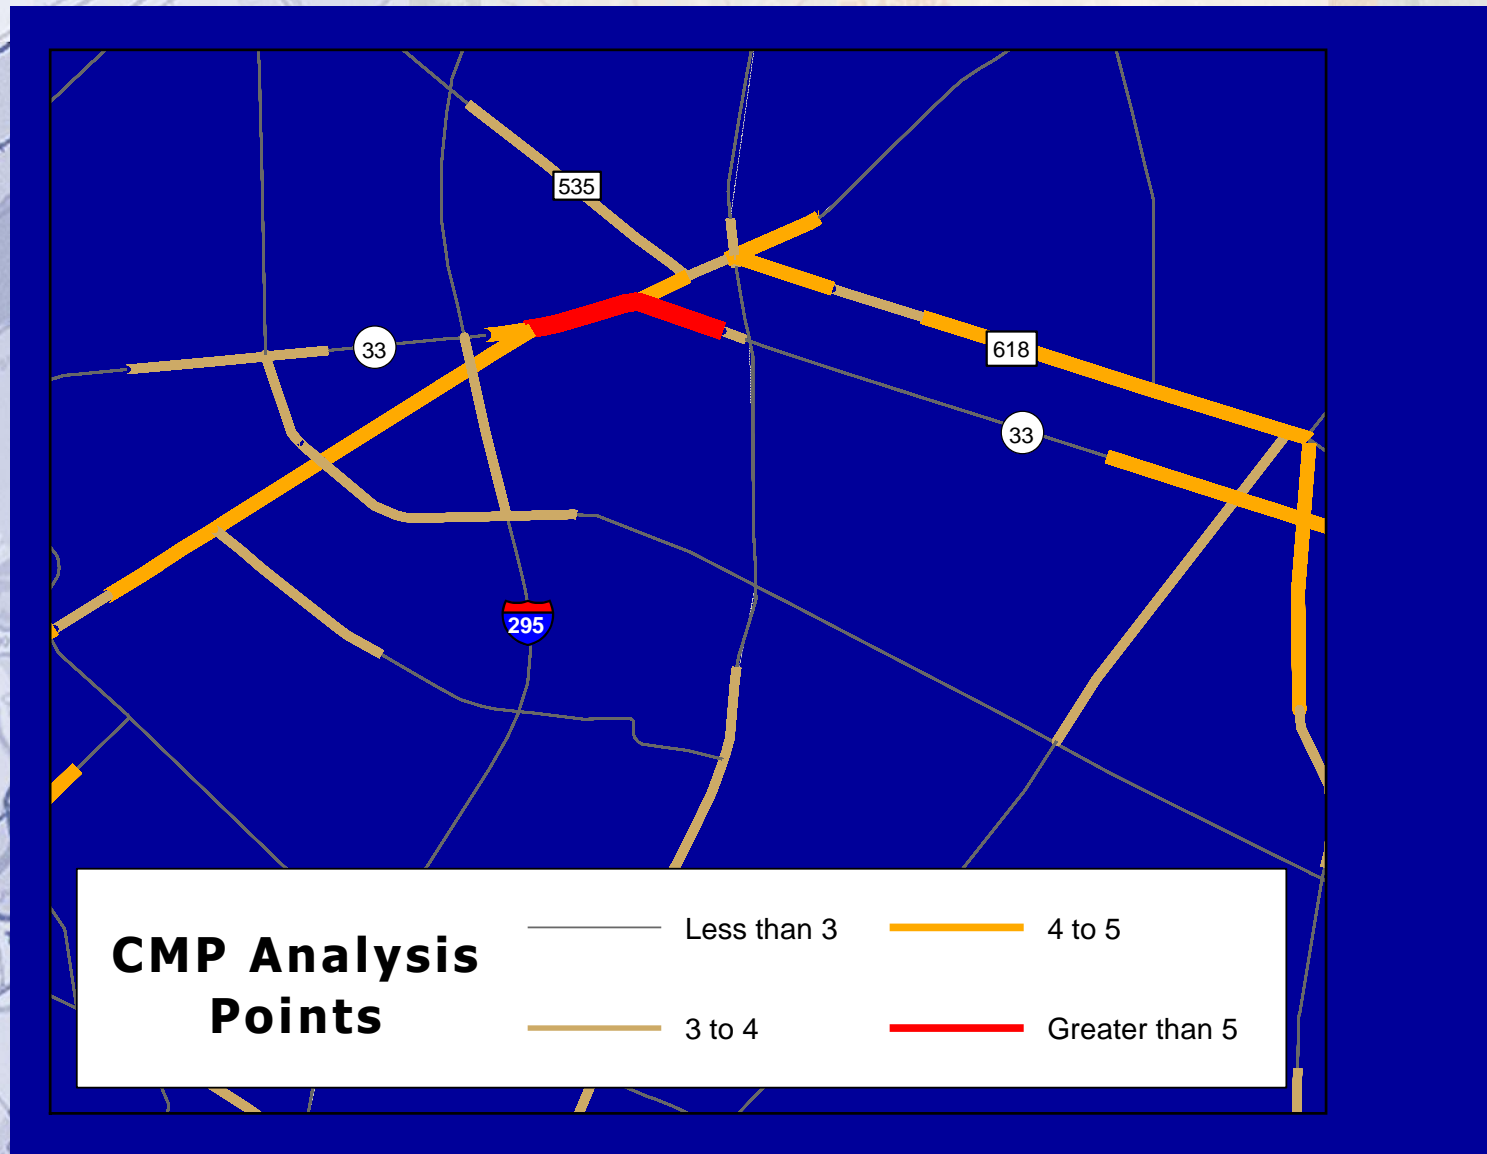 535
33
618
33
295
CMP Analysis
Points
Less than 3
4 to 5
3 to 4
Greater than 5